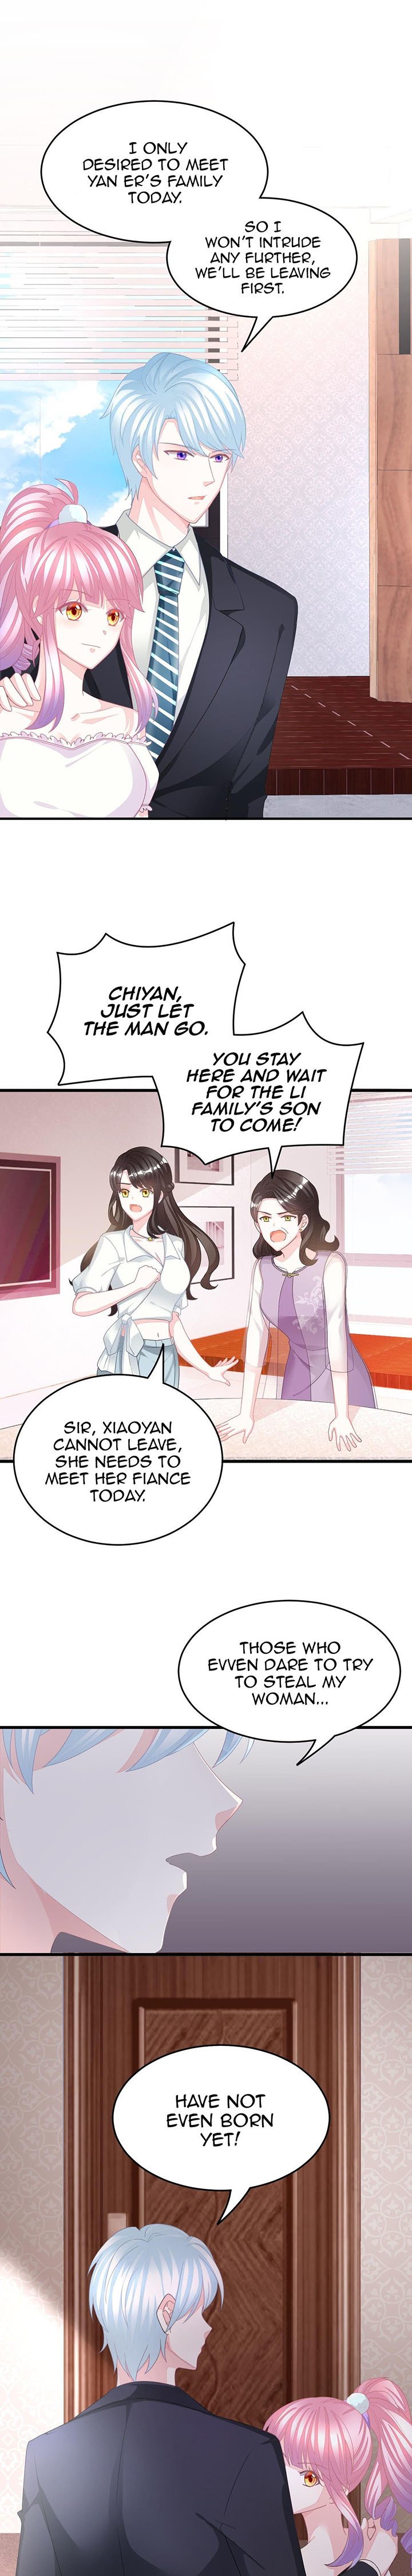 I ONLY
DESIRED TO MEET
YAN ER'S FAMILY
TODAY.
SO I
WON'T INTRUDE
ANY FURTHER,
WE'LL BE LEAVING
FIRST.
CHIYAN,
JUST LET
THE MAN GO.
YOU STAY
HERE AND WAIT
FOR THE LI
FAMILY'S SON
TO COME!
SIR, XIAOYAN
CANNOT LEAVE,
SHE NEEDS TO
MEET HER FIANCE
TODAY.
THOSE WHO
EVVEN DARE TO TRY
TO STEAL MY
WOMAN...
HAVE NOT
EVEN BORN
YET!